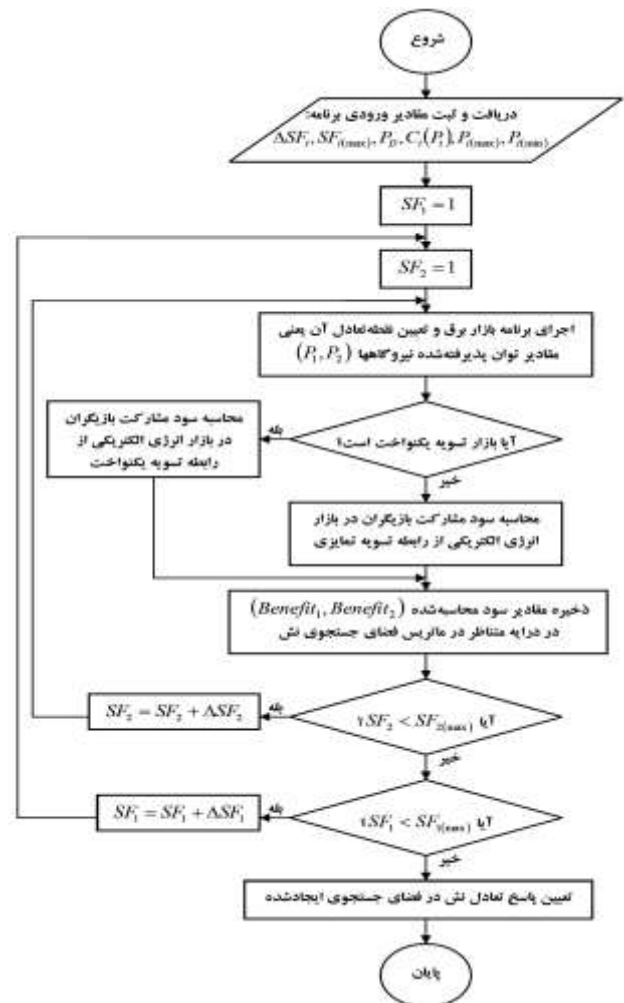 شروع
دریافت و ثبت مقادیر ورودی برنامه:
ΔSF_i, SF_i(max), P_D, C_i(P_i), P_i(max), P_i(min)
SF_1 = 1
SF_2 = 1
اجرای برنامه بازار برق و تعیین نقطه‌تعادل آن یعنی
مقادیر توان پذیرفته‌شده نیروگاهها (P_1, P_2)
آیا بازار تسویه یکنواخت است؟
بله
محاسبه سود مشارکت بازیگران
در بازار انرژی الکتریکی از
رابطه تسویه یکنواخت
خیر
محاسبه سود مشارکت بازیگران در بازار
انرژی الکتریکی از رابطه تسویه تمایزی
ذخیره مقادیر سود محاسبه‌شده (Benefit_1, Benefit_2)
در درایه متناظر در ماتریس فضای جستجوی نش
آیا SF_2 < SF_2(max) ؟
بله
SF_2 = SF_2 + ΔSF_2
خیر
آیا SF_1 < SF_1(max) ؟
بله
SF_1 = SF_1 + ΔSF_1
خیر
تعیین پاسخ تعادل نش در فضای جستجوی ایجادشده
پایان